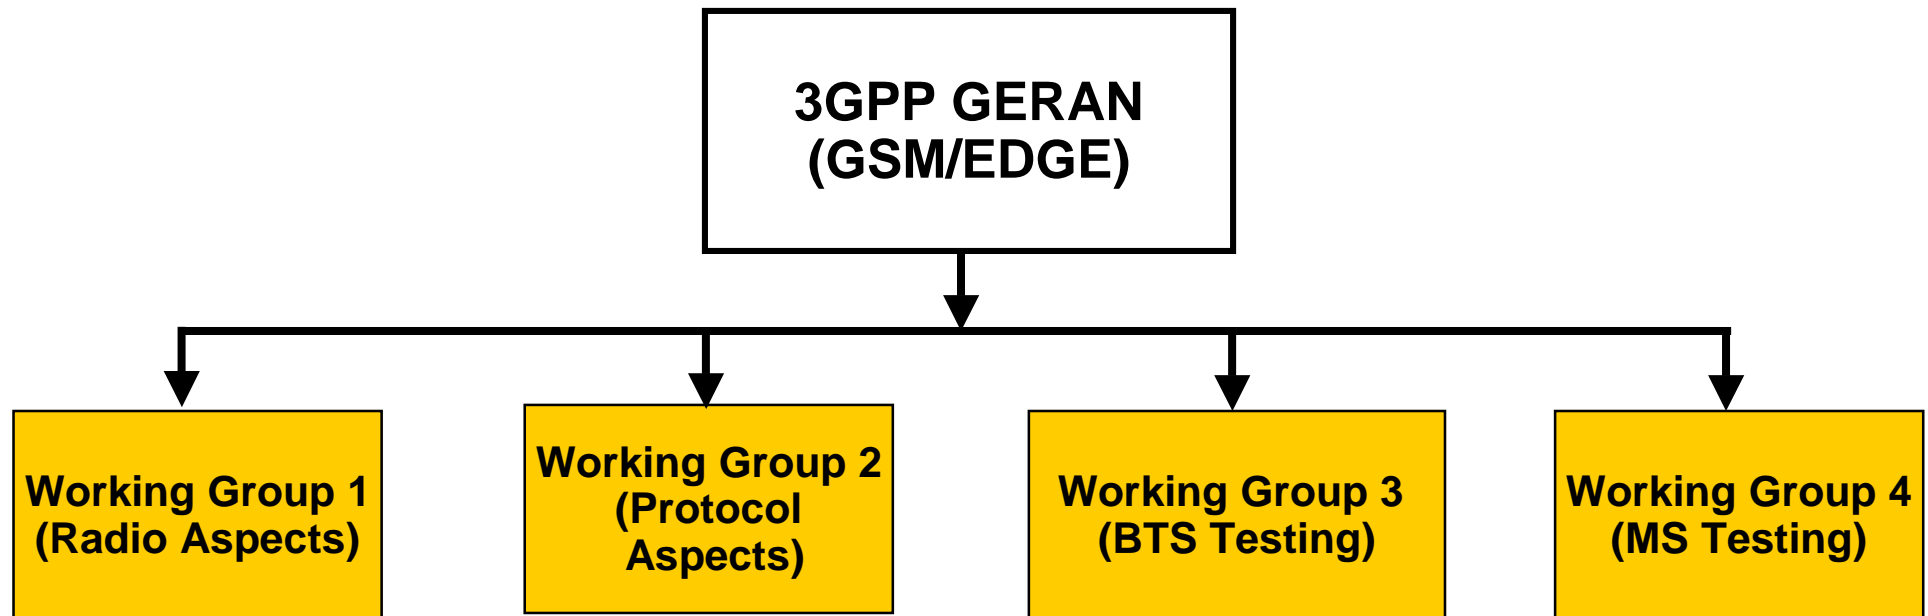 3GPP GERAN
(GSM/EDGE)
Working Group 1
(Radio Aspects)
Working Group 2
(Protocol
Aspects)
Working Group 3
(BTS Testing)
Working Group 4
(MS Testing)